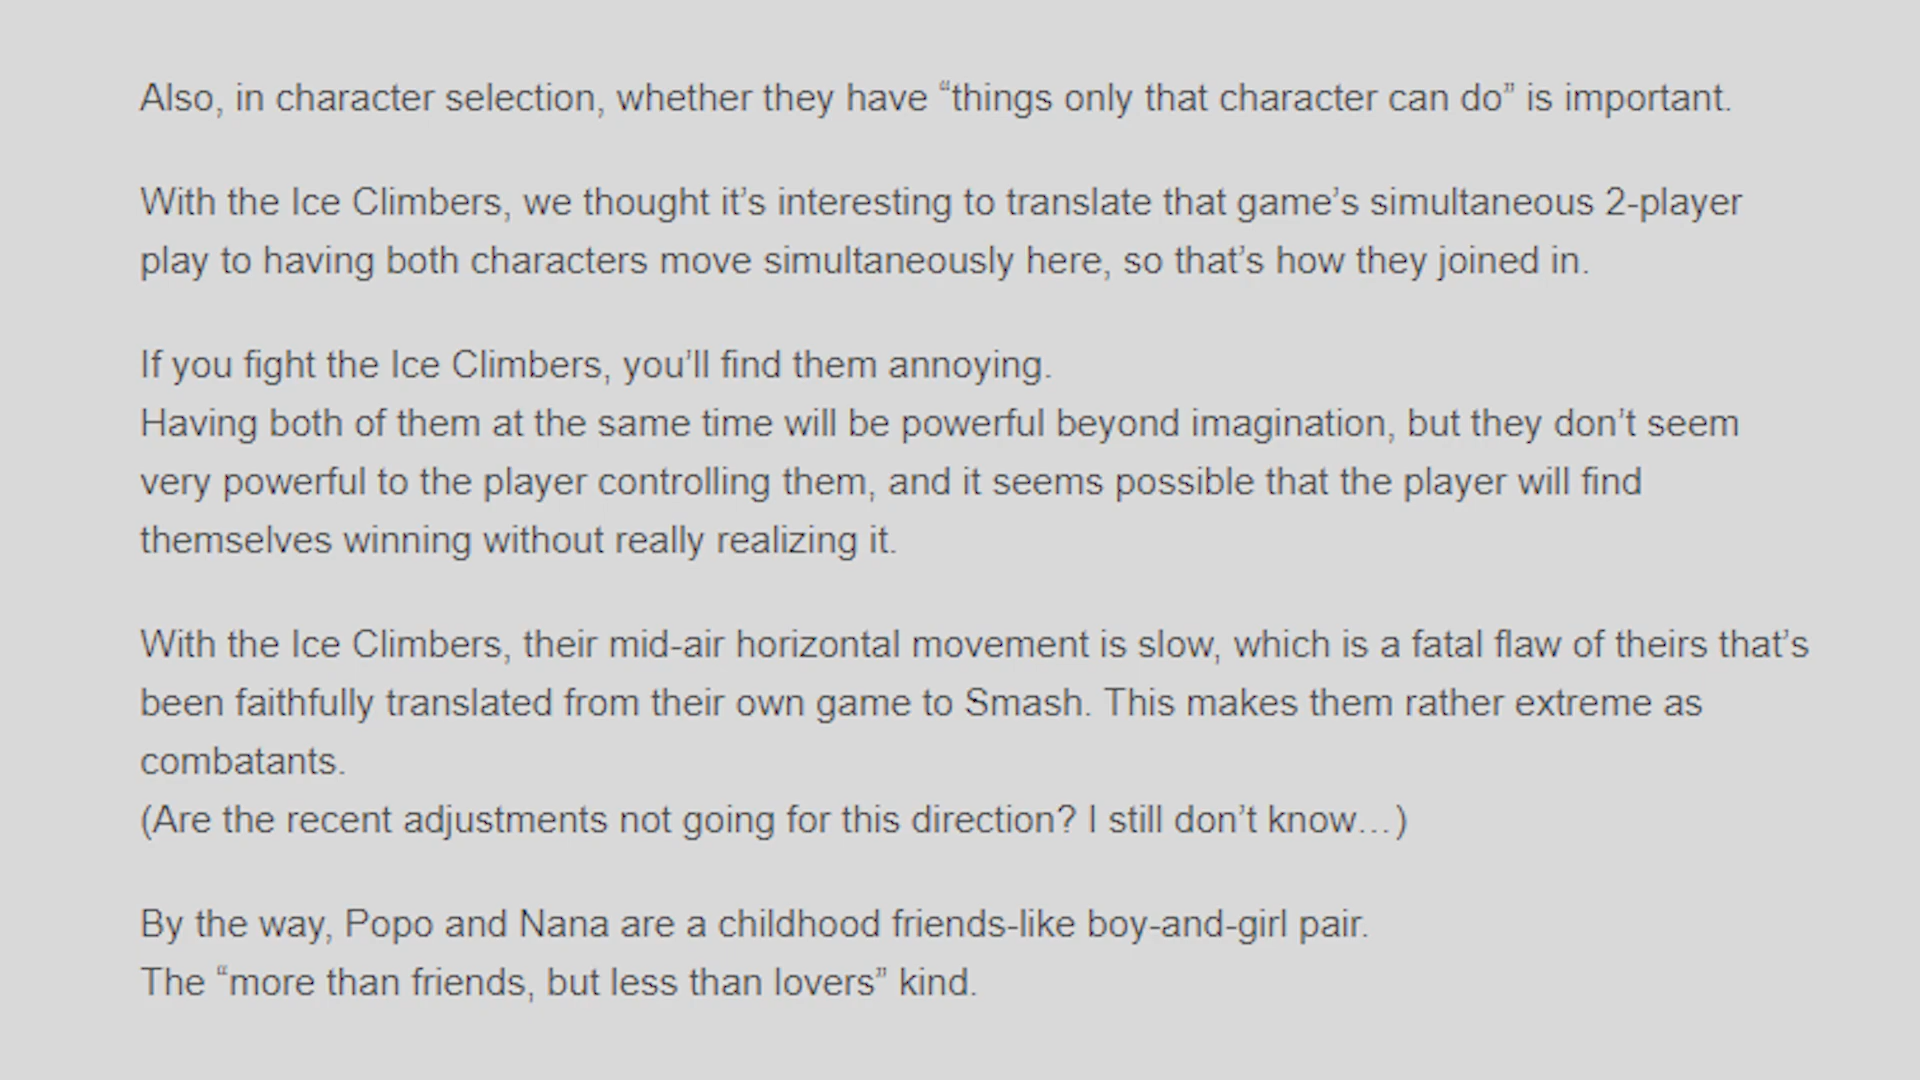 Also, in character selection, whether they have “things only that character can do” is important.
With the Ice Climbers, we thought it’s interesting to translate that game’s simultaneous 2-player
play to having both characters move simultaneously here, so that’s how they joined in.
If you fight the Ice Climbers, you’ll find them annoying.
Having both of them at the same time will be powerful beyond imagination, but they don’t seem
very powerful to the player controlling them, and it seems possible that the player will find
themselves winning without really realizing it.
With the Ice Climbers, their mid-air horizontal movement is slow, which is a fatal flaw of theirs that’s
been faithfully translated from their own game to Smash. This makes them rather extreme as
combatants.
(Are the recent adjustments not going for this direction? I still don’t know…)
By the way, Popo and Nana are a childhood friends-like boy-and-girl pair.
The “more than friends, but less than lovers” kind.